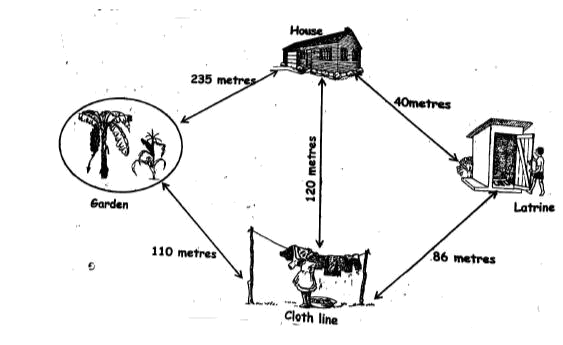 House
235 metres
40metres
120 metres
Garden
Latrine
110 metres
86 metres
Cloth line